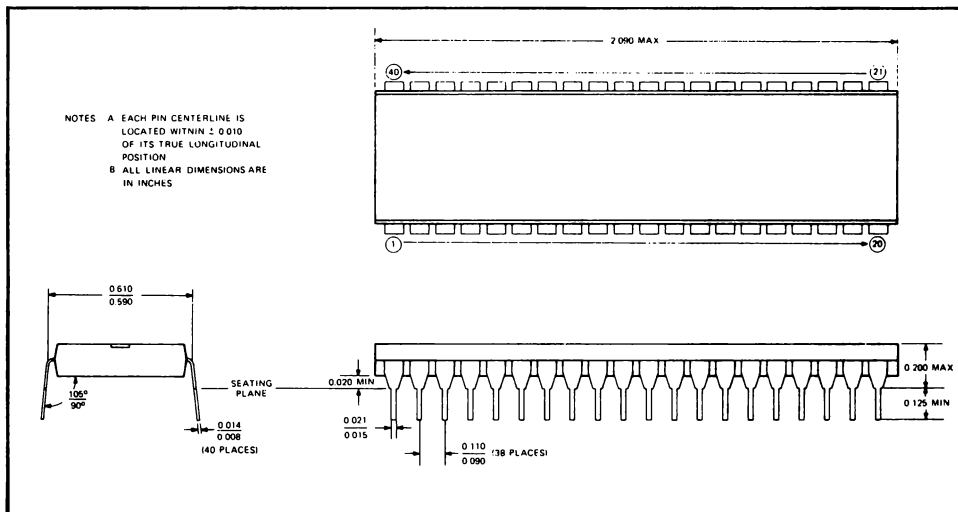 2 090 MAX
40
21
NOTES A EACH PIN CENTERLINE IS
LOCATED WITNIN ± 0 010
OF ITS TRUE LONGITUDINAL
POSITION
B ALL LINEAR DIMENSIONS ARE
IN INCHES
1
20
0 610
0 590
105°
90°
0 014
0 008
(40 PLACES)
SEATING
PLANE
0.020 MIN
0 021
0 015
0 110
0 090
(38 PLACES)
0 200 MAX
0 125 MIN